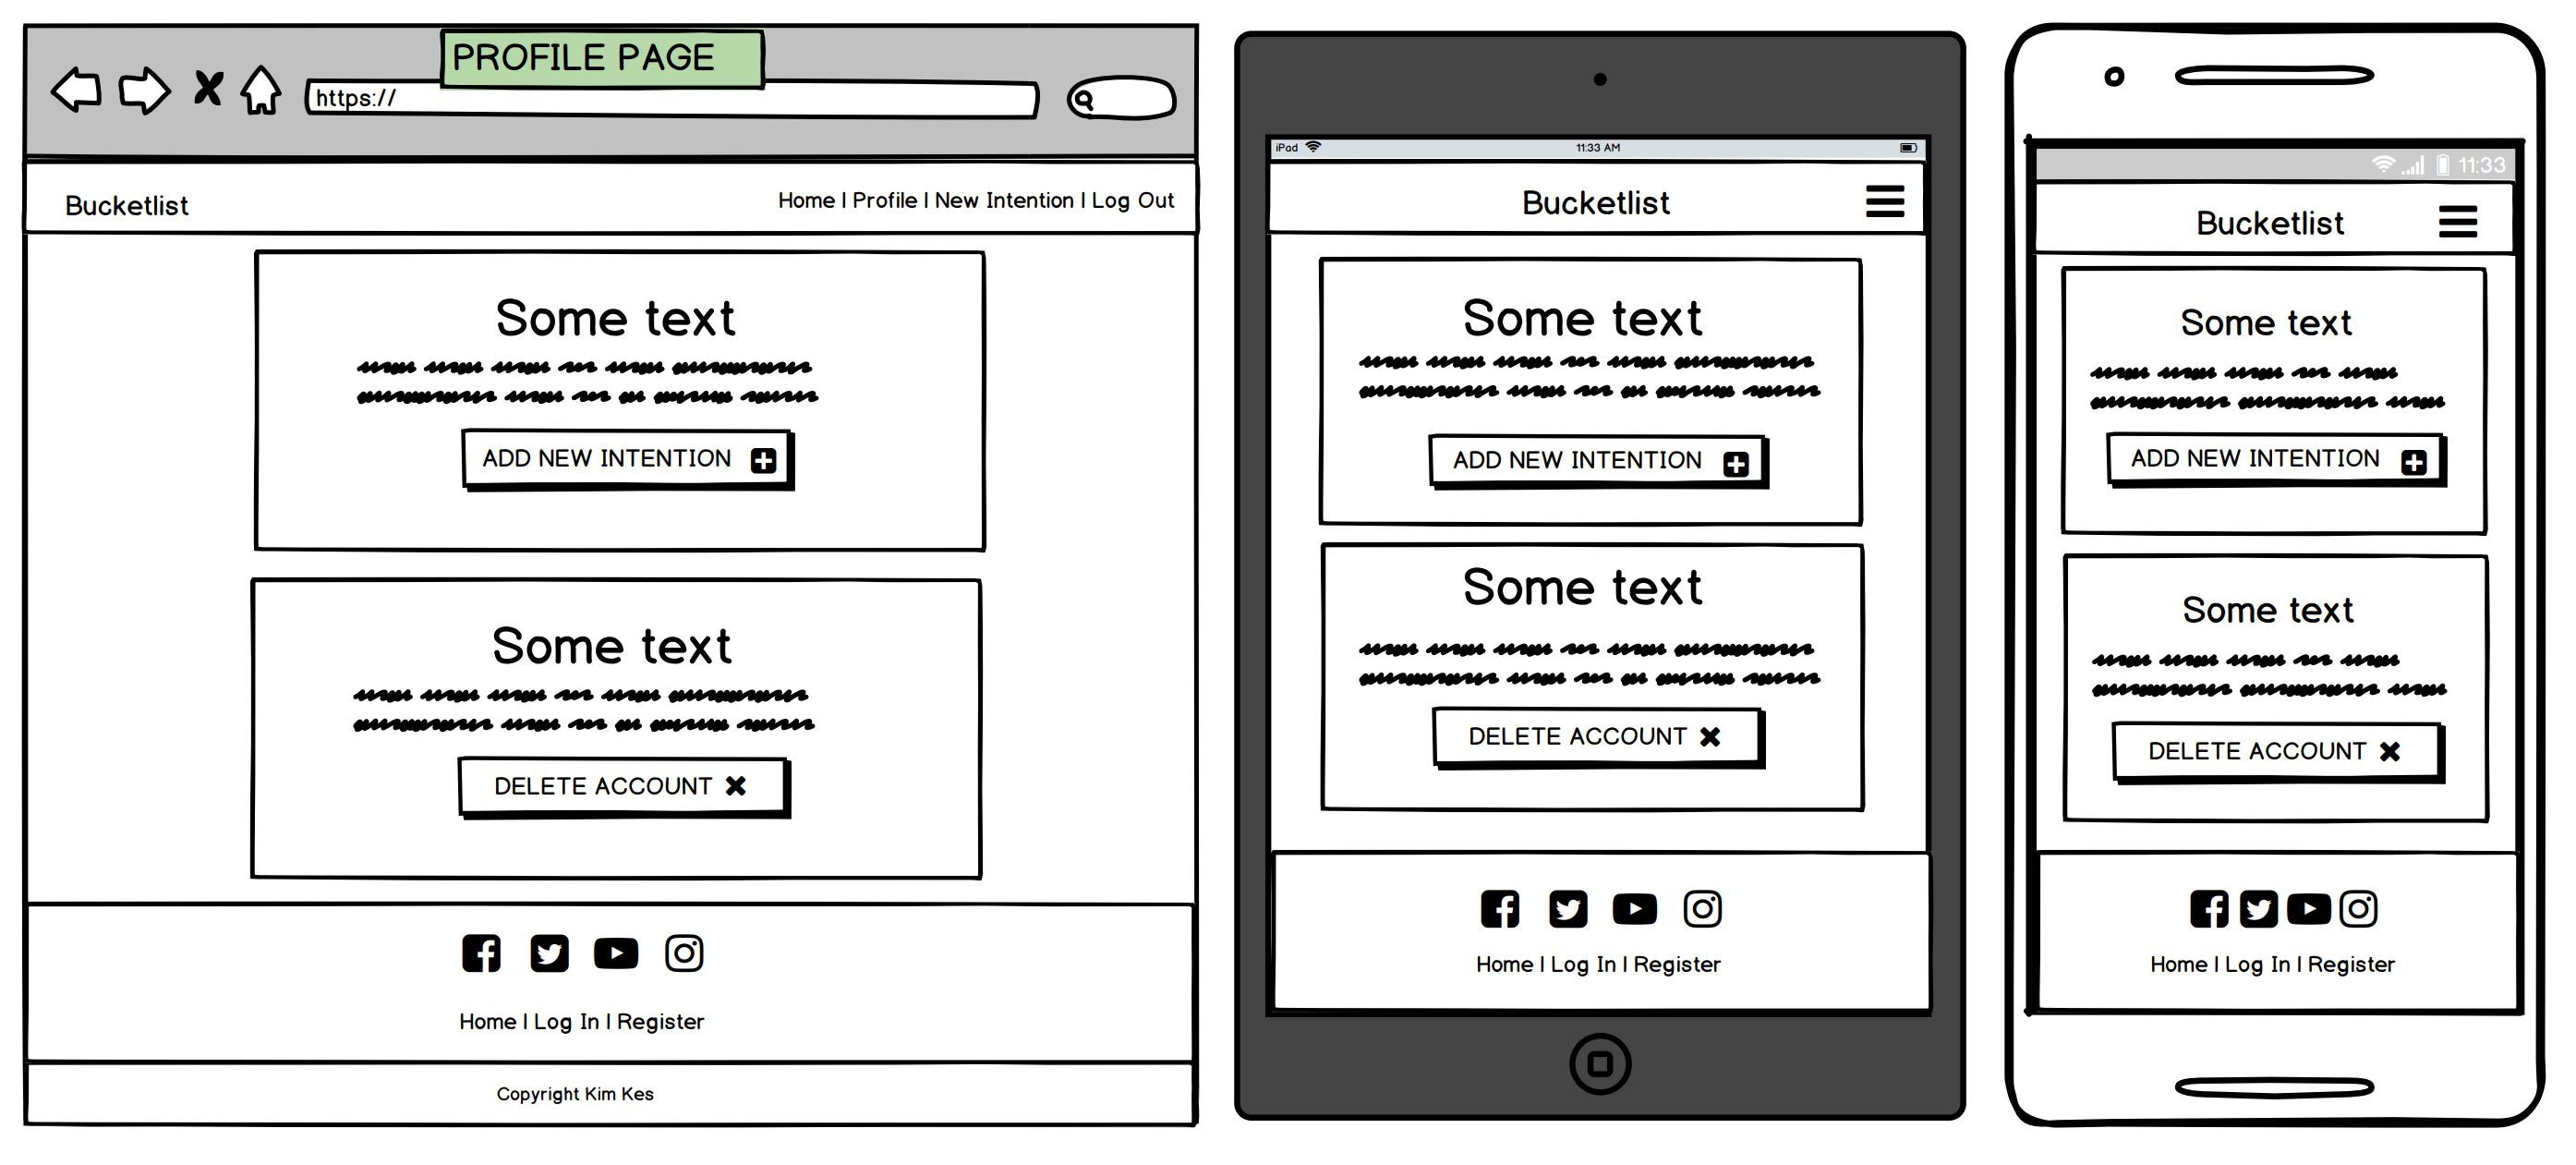 PROFILE PAGE
https://
Bucketlist
Home | Profile | New Intention | Log Out
Some text
ADD NEW INTENTION
Some text
DELETE ACCOUNT
Home | Log In | Register
Copyright Kim Kes
iPad
11:33 AM
Bucketlist
Some text
ADD NEW INTENTION
Some text
DELETE ACCOUNT
Home | Log In | Register
11:33
Bucketlist
Some text
ADD NEW INTENTION
Some text
DELETE ACCOUNT
Home | Log In | Register